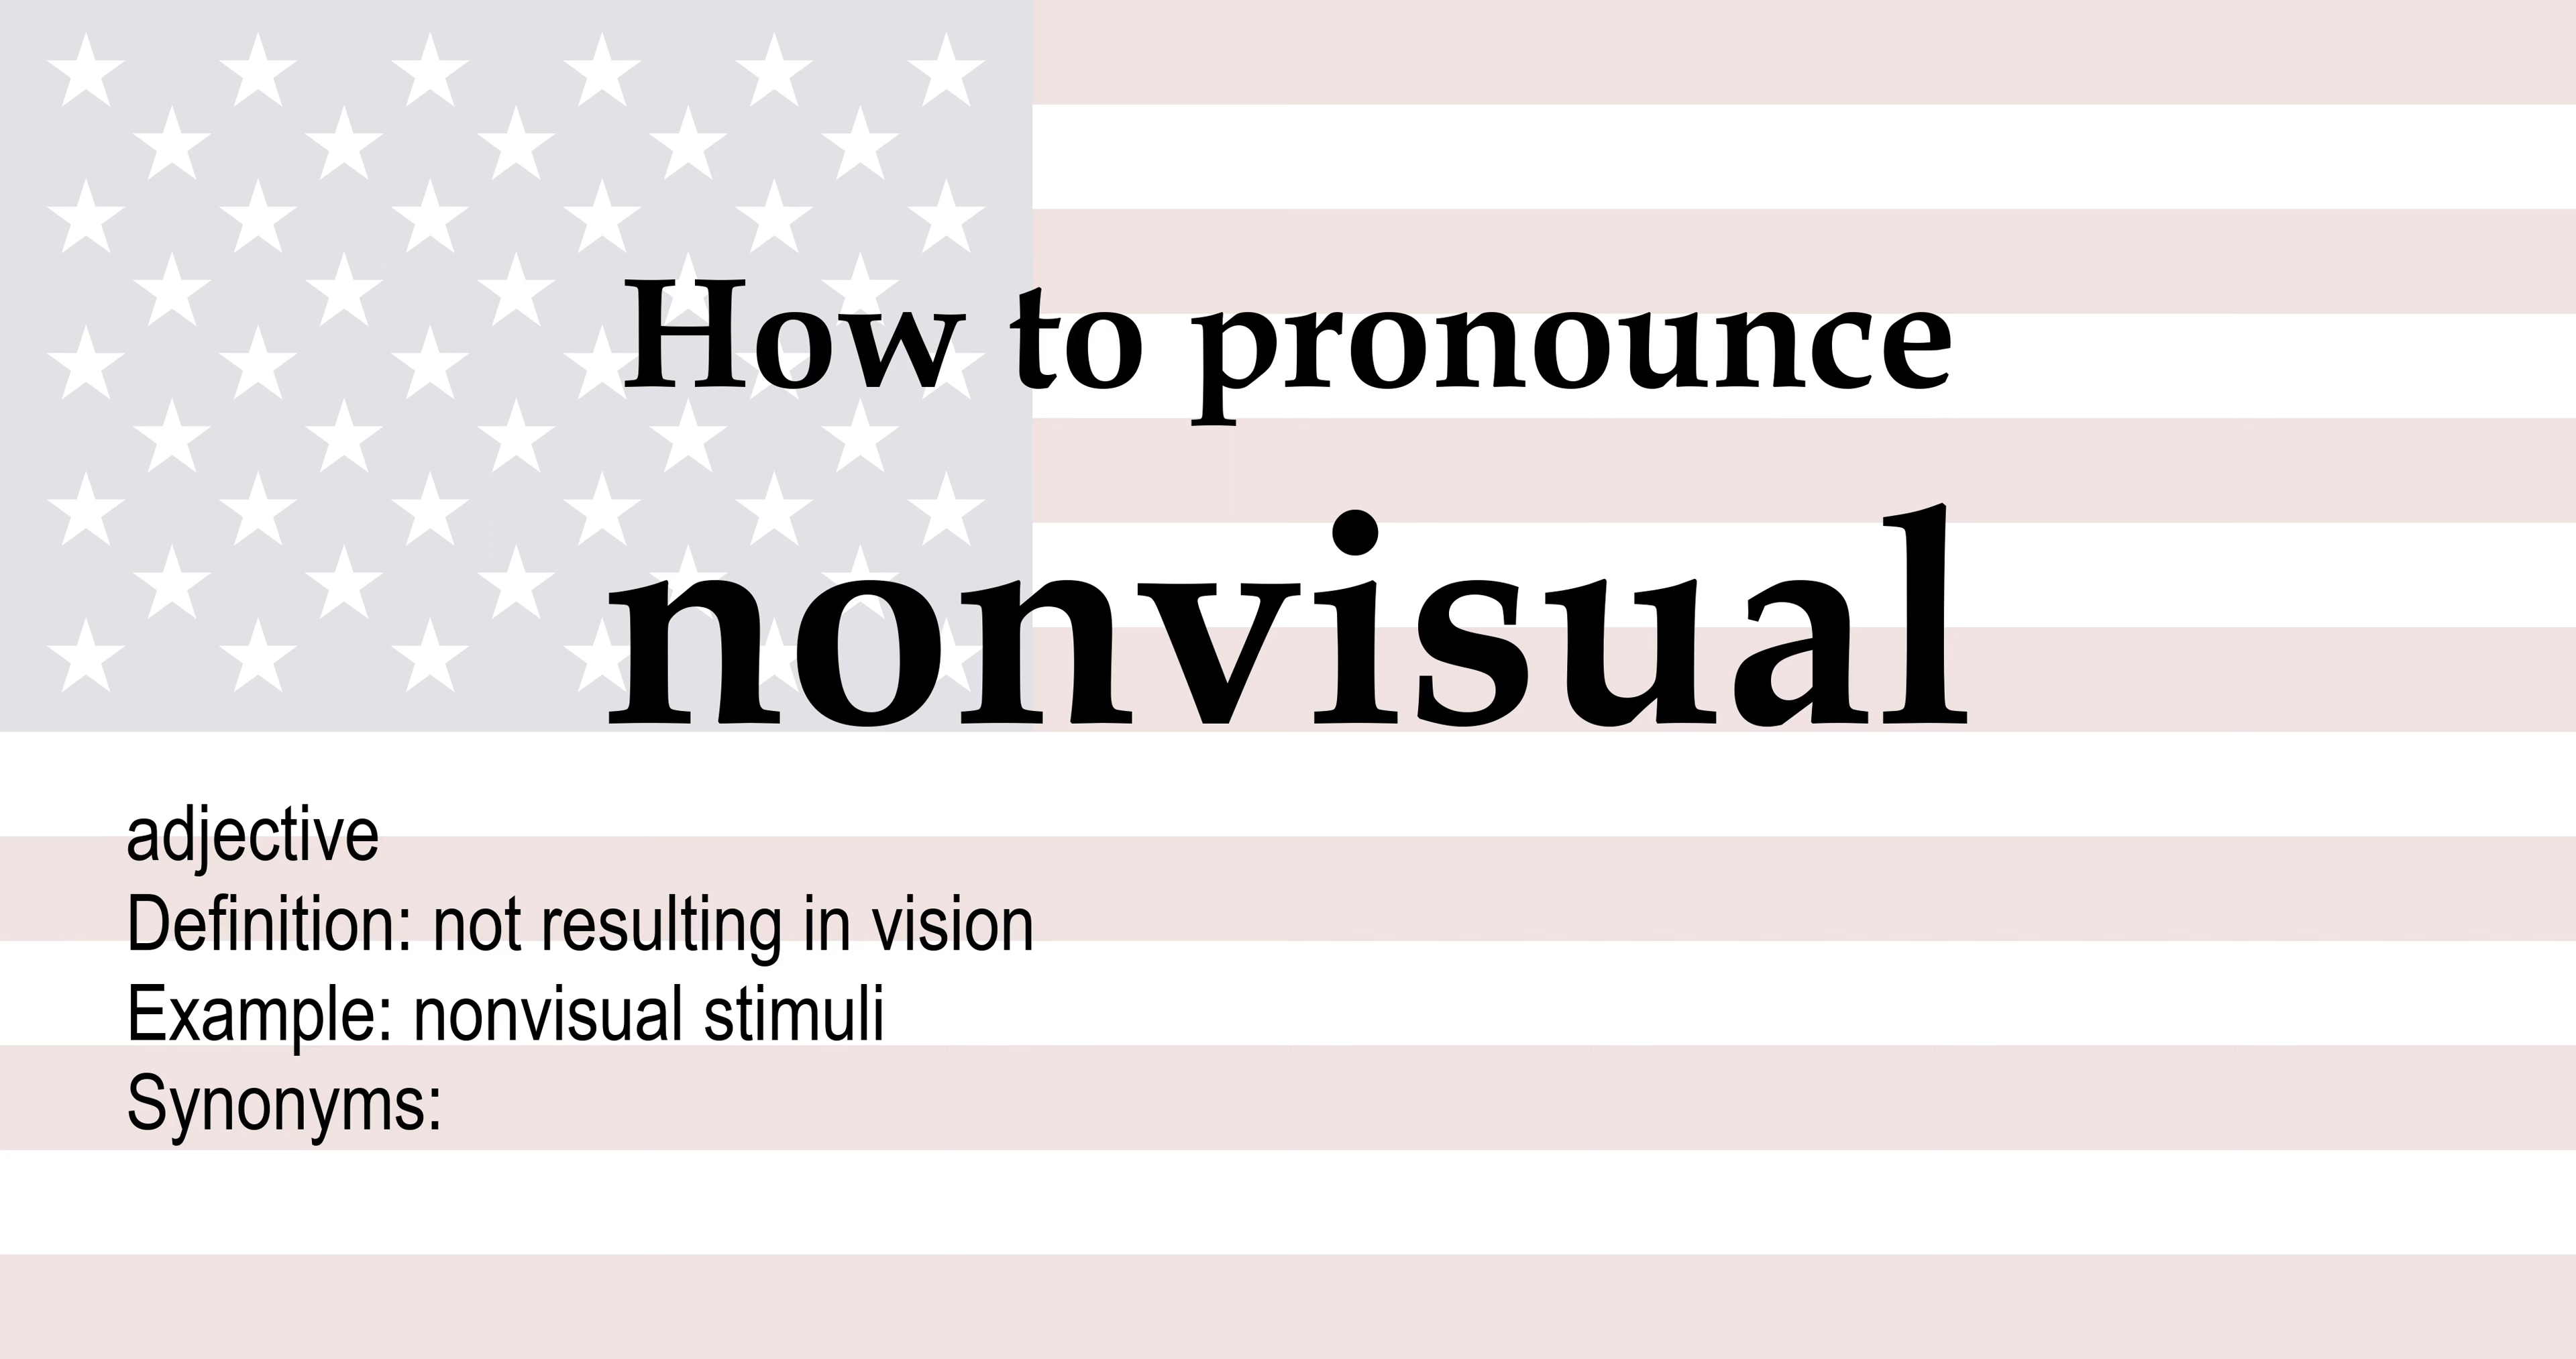 How to pronounce
nonvisual
adjective
Definition: not resulting in vision
Example: nonvisual stimuli
Synonyms: